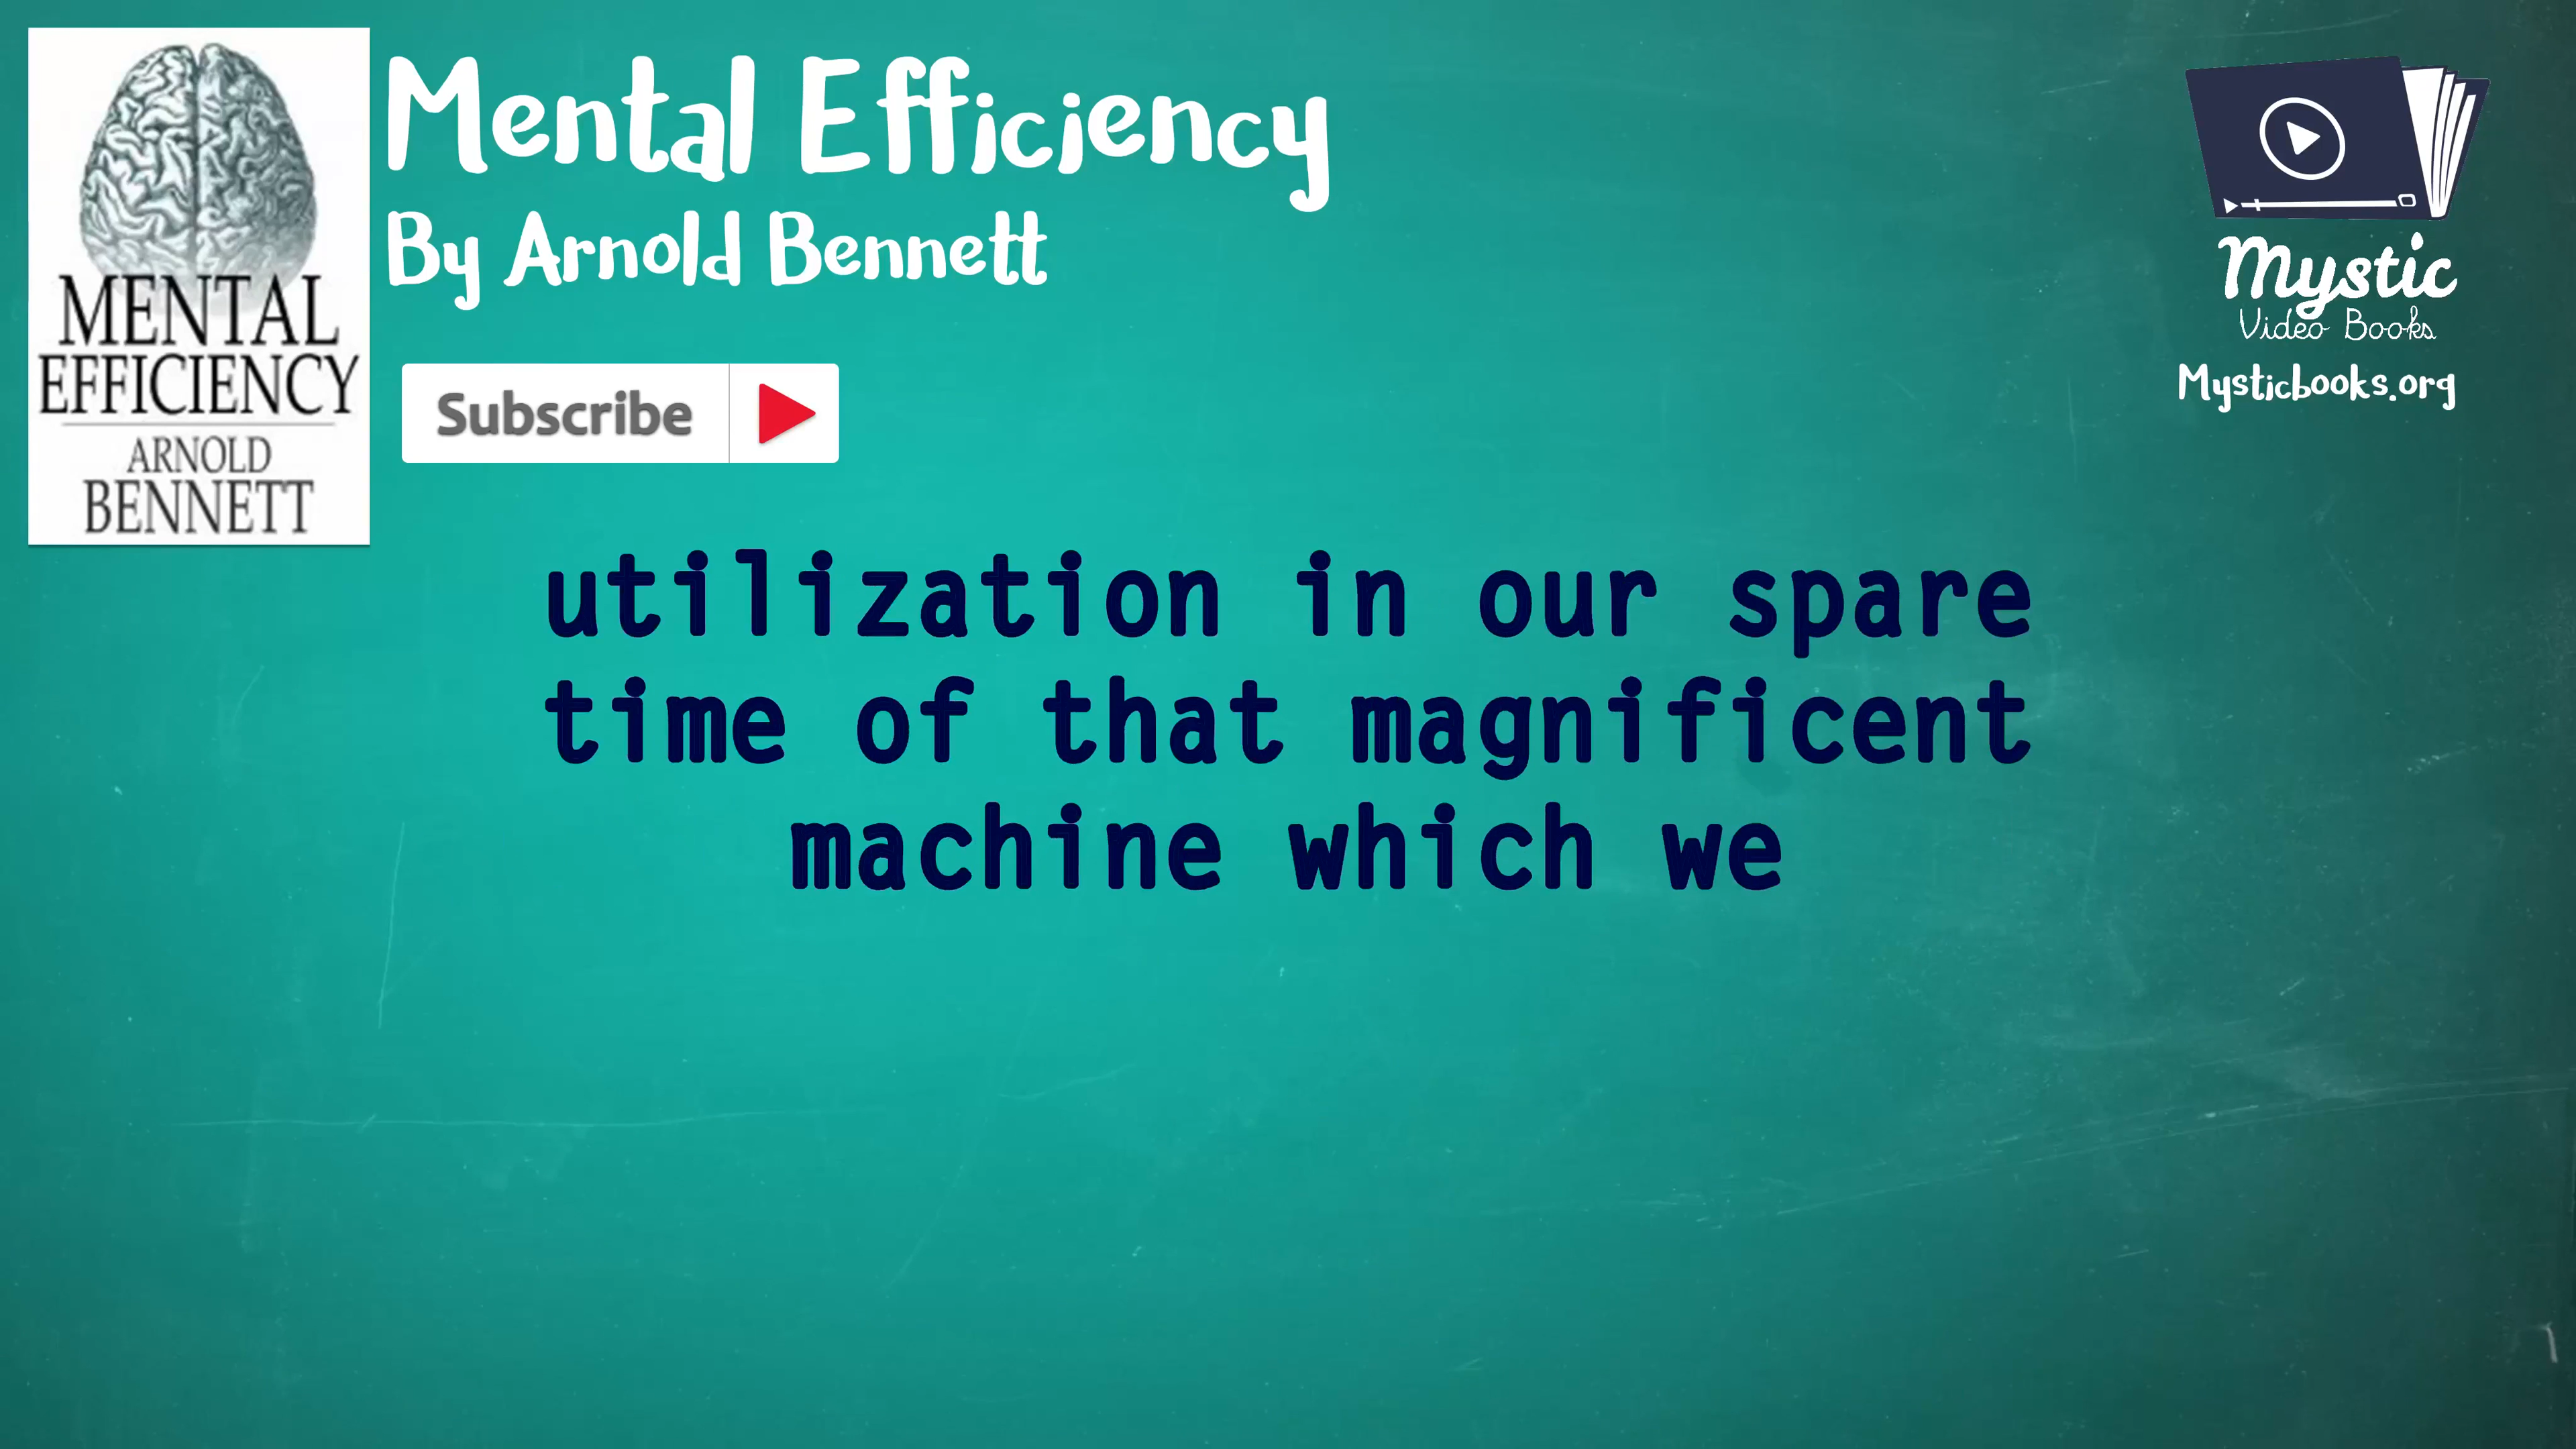 MENTAL
EFFICIENCY
ARNOLD
BENNETT
Mental Efficiency
By Arnold Bennett
Subscribe
Mystic
Video Books
Mysticbooks.org
utilization in our spare
time of that magnificent
machine which we